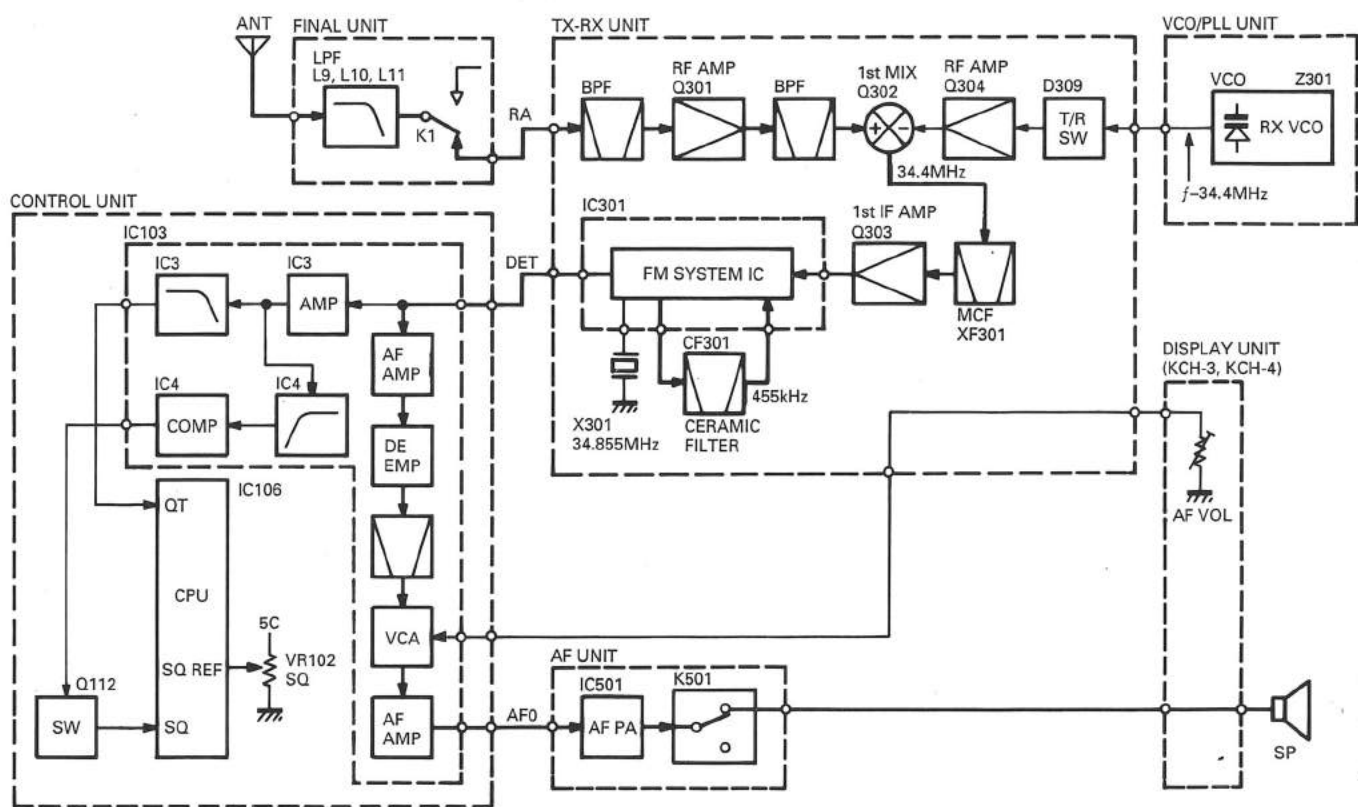 ANT
FINAL UNIT
LPF
L9, L10, L11
K1
RA
TX-RX UNIT
BPF
RF AMP
Q301
BPF
1st MIX
Q302
+ −
RF AMP
Q304
D309
T/R
SW
34.4MHz
VCO/PLL UNIT
VCO
Z301
RX VCO
f−34.4MHz
IC301
FM SYSTEM IC
1st IF AMP
Q303
MCF
XF301
CF301
455kHz
CERAMIC
FILTER
X301
34.855MHz
DET
CONTROL UNIT
IC103
IC3
IC3
AMP
IC4
COMP
IC4
AF
AMP
DE
EMP
VCA
AF
AMP
IC106
QT
CPU
SQ REF
SQ
5C
VR102
SQ
Q112
SW
DISPLAY UNIT
(KCH-3, KCH-4)
AF VOL
AF0
AF UNIT
IC501
AF PA
K501
SP